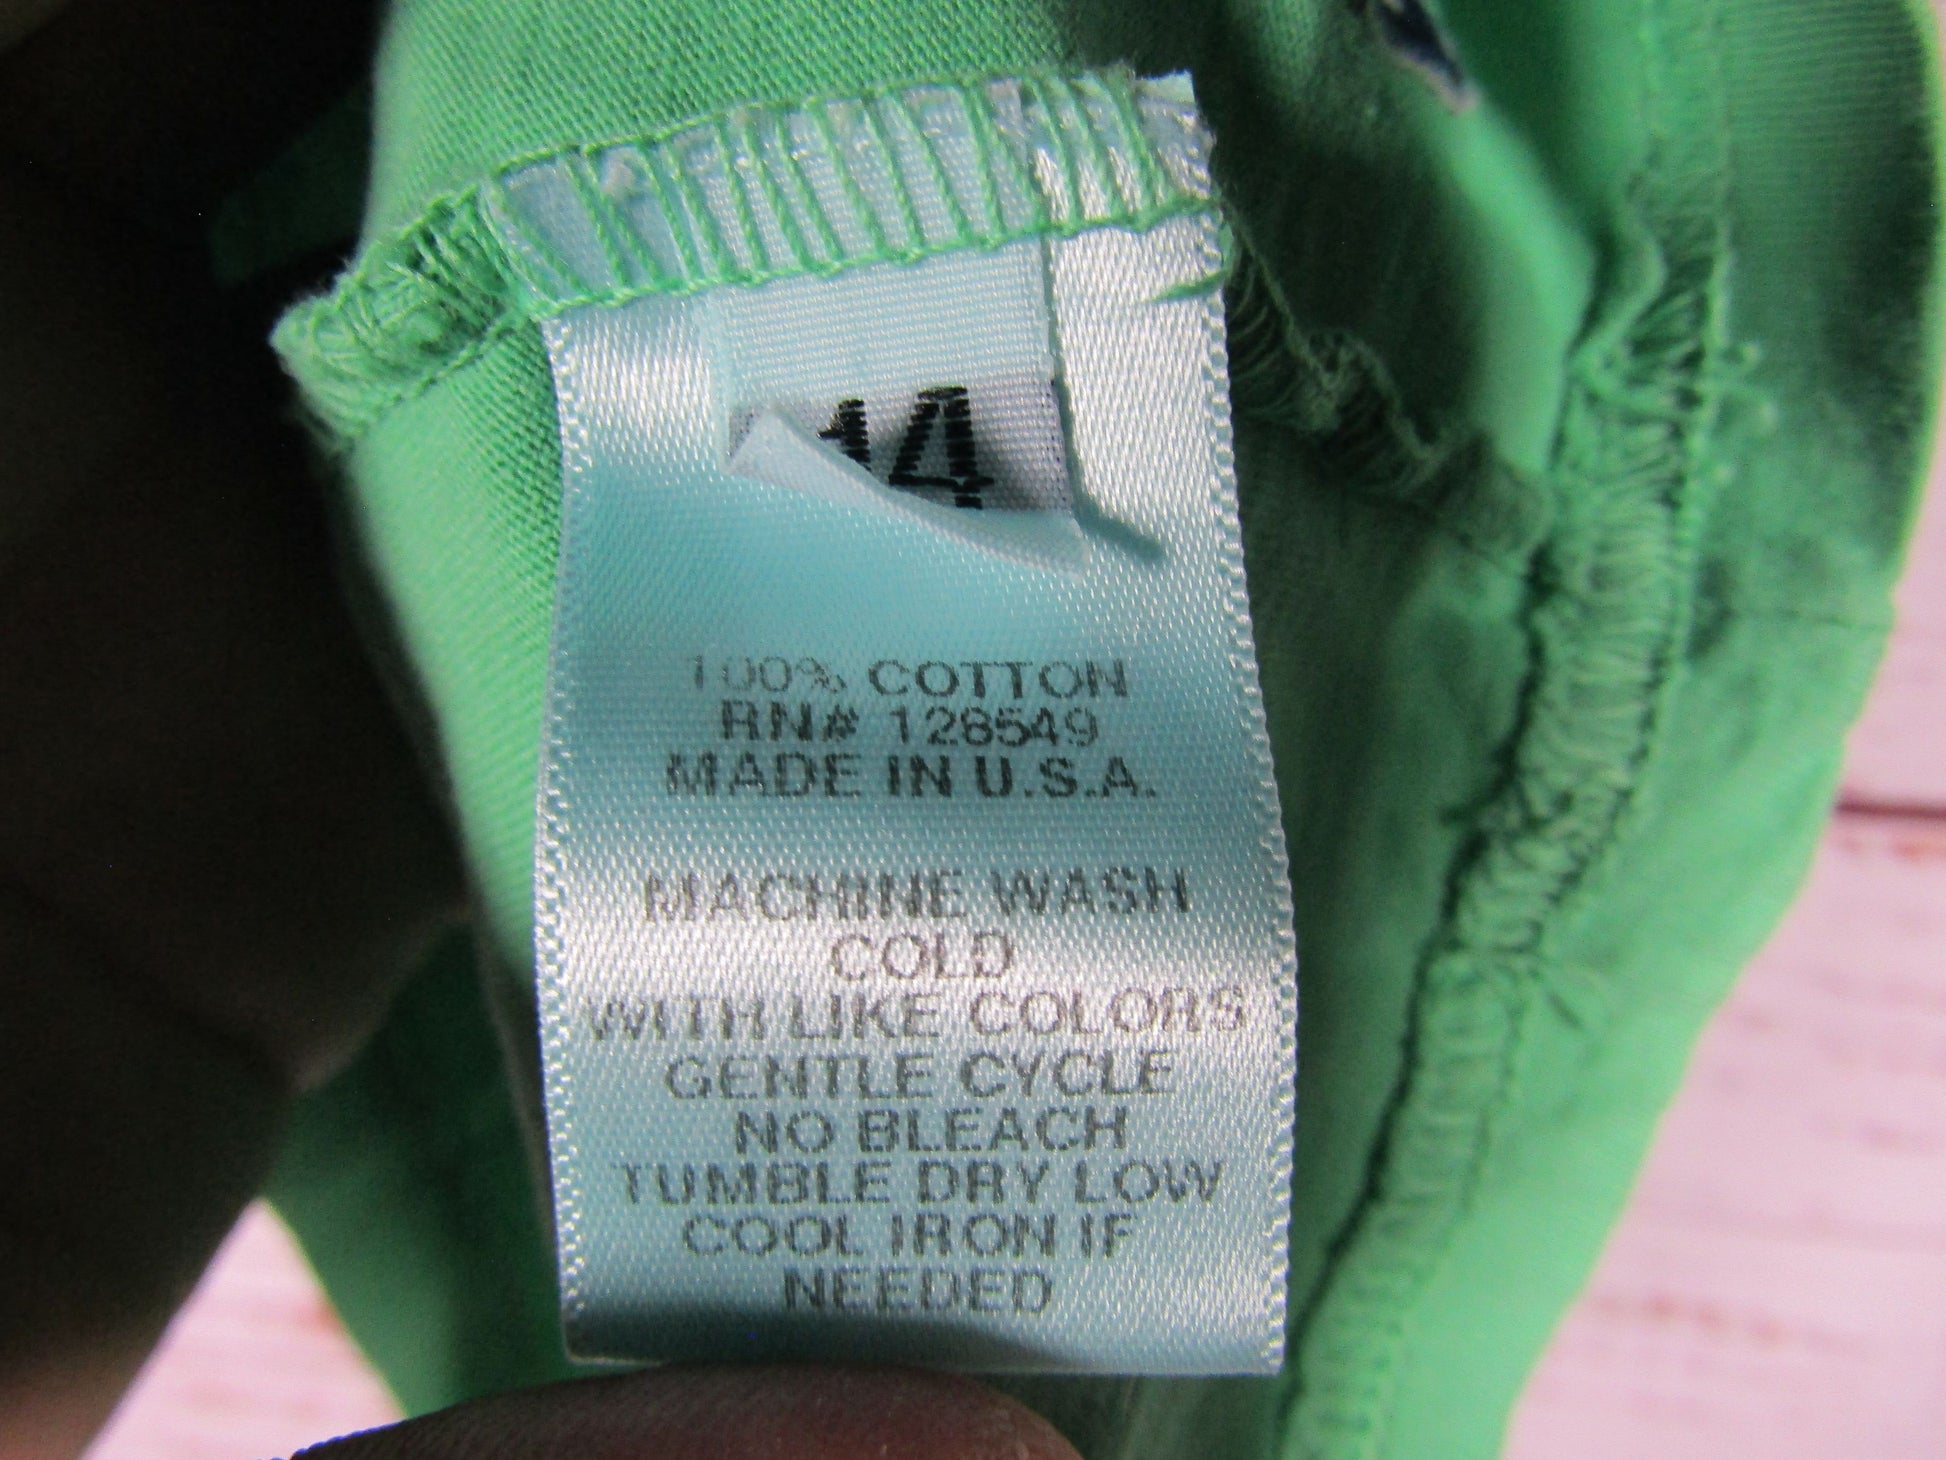 14
100% COTTON
RN# 128549
MADE IN U.S.A.
MACHINE WASH
COLD
WITH LIKE COLORS
GENTLE CYCLE
NO BLEACH
TUMBLE DRY LOW
COOL IRON IF
NEEDED